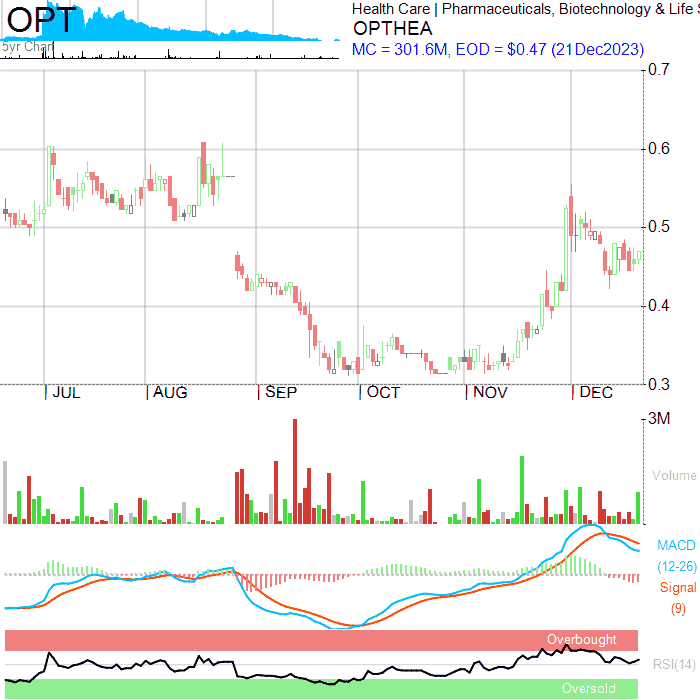 OPT
5yr Chart
Health Care | Pharmaceuticals, Biotechnology & Life S
OPTHEA
MC = 301.6M, EOD = $0.47 (21Dec2023)
0.7
0.6
0.5
0.4
0.3
JUL AUG SEP OCT NOV DEC
3M
Volume
MACD
(12-26)
Signal
(9)
Overbought
RSI(14)
Oversold